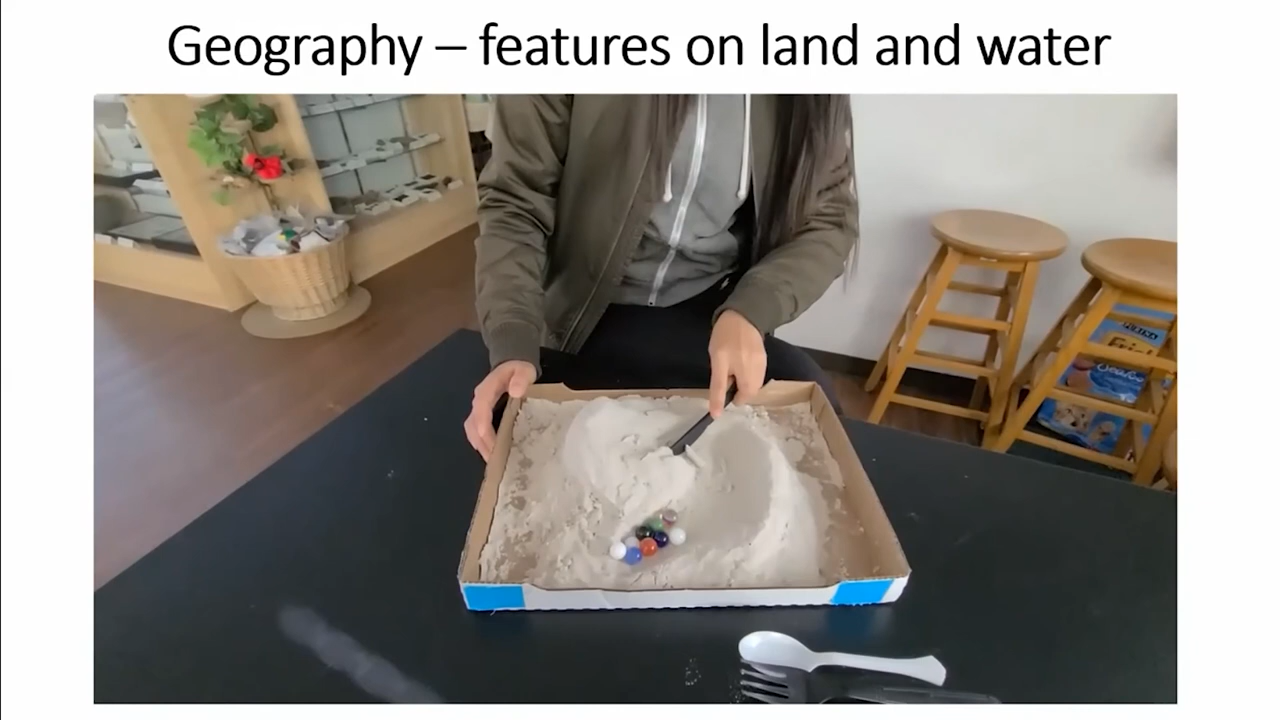 Geography – features on land and water